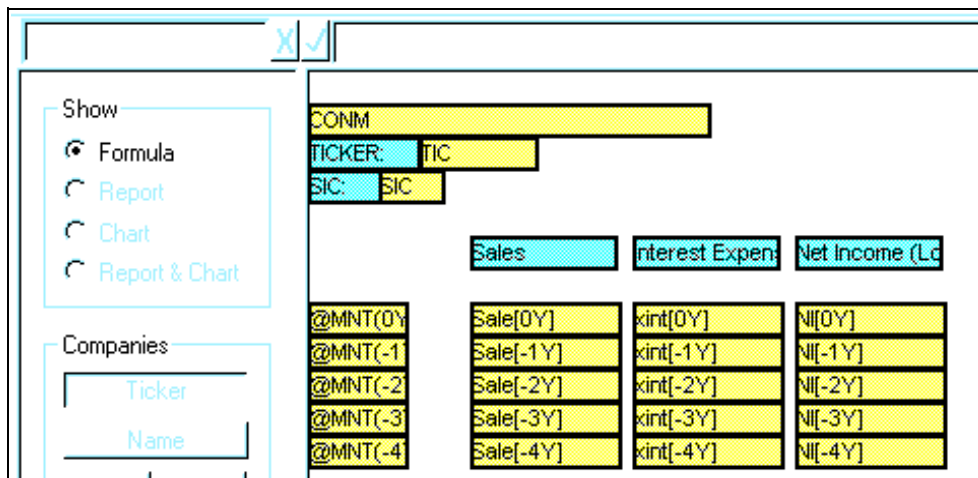 X
Show
Formula
Report
Chart
Report & Chart
Companies
Ticker
Name
CONM
TICKER: TIC
SIC: SIC
Sales nterest Expen Net Income (Lo
@MNT(0Y Sale[0Y] xint[0Y] NI[0Y]
@MNT(-1 Sale[-1Y] xint[-1Y] NI[-1Y]
@MNT(-2 Sale[-2Y] xint[-2Y] NI[-2Y]
@MNT(-3 Sale[-3Y] xint[-3Y] NI[-3Y]
@MNT(-4 Sale[-4Y] xint[-4Y] NI[-4Y]